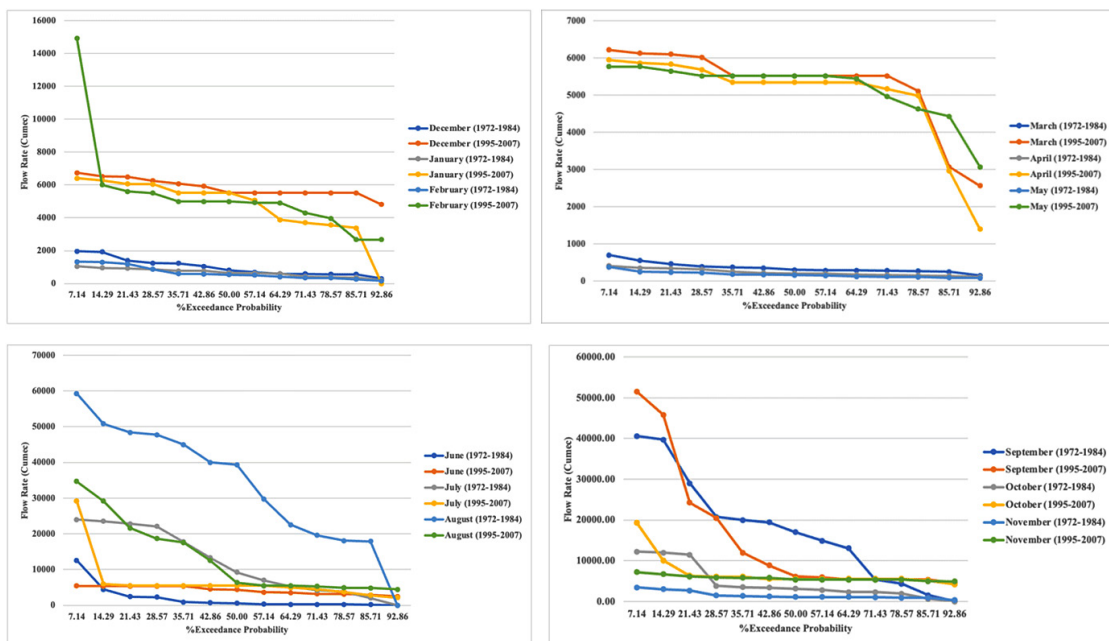 16000
14000
12000
10000
8000
6000
4000
2000
0
Flow Rate (Cumec)
7.14 14.29 21.43 28.57 35.71 42.86 50.00 57.14 64.29 71.43 78.57 85.71 92.86
%Exceedance Probability
December (1972-1984)
December (1995-2007)
January (1972-1984)
January (1995-2007)
February (1972-1984)
February (1995-2007)
7000
6000
5000
4000
3000
2000
1000
0
Flow Rate (Cumec)
7.14 14.29 21.43 28.57 35.71 42.86 50.00 57.14 64.29 71.43 78.57 85.71 92.86
%Exceedance Probability
March (1972-1984)
March (1995-2007)
April (1972-1984)
April (1995-2007)
May (1972-1984)
May (1995-2007)
70000
60000
50000
40000
30000
20000
10000
0
Flow Rate (Cumec)
7.14 14.29 21.43 28.57 35.71 42.86 50.00 57.14 64.29 71.43 78.57 85.71 92.86
%Exceedance Probability
June (1972-1984)
June (1995-2007)
July (1972-1984)
July (1995-2007)
August (1972-1984)
August (1995-2007)
60000.00
50000.00
40000.00
30000.00
20000.00
10000.00
0.00
Flow Rate (Cumec)
7.14 14.29 21.43 28.57 35.71 42.86 50.00 57.14 64.29 71.43 78.57 85.71 92.86
%Exceedance Probability
September (1972-1984)
September (1995-2007)
October (1972-1984)
October (1995-2007)
November (1972-1984)
November (1995-2007)